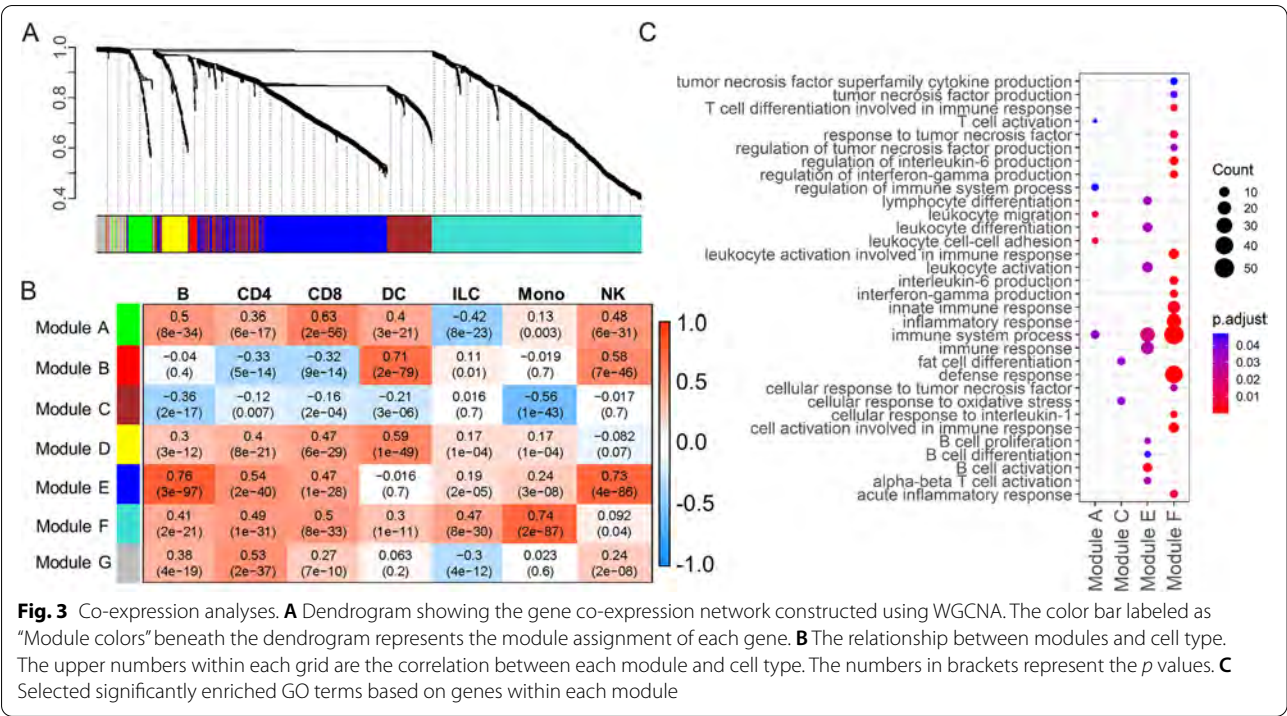 A
1.0
0.8
0.6
0.4
B
B CD4 CD8 DC ILC Mono NK
Module A 0.5 0.36 0.63 0.4 −0.42 0.13 0.48
(8e−34) (6e−17) (2e−56) (3e−21) (8e−23) (0.003) (6e−31)
Module B −0.04 −0.33 −0.32 0.71 0.11 −0.019 0.58
(0.4) (5e−14) (9e−14) (2e−79) (0.01) (0.7) (7e−46)
Module C −0.36 −0.12 −0.16 −0.21 0.016 −0.56 −0.017
(2e−17) (0.007) (2e−04) (3e−06) (0.7) (1e−43) (0.7)
Module D 0.3 0.4 0.47 0.59 0.17 0.17 −0.082
(3e−12) (8e−21) (6e−29) (1e−49) (1e−04) (1e−04) (0.07)
Module E 0.76 0.54 0.47 −0.016 0.19 0.24 0.73
(3e−97) (2e−40) (1e−28) (0.7) (2e−05) (3e−08) (4e−86)
Module F 0.41 0.49 0.5 0.3 0.47 0.74 0.092
(2e−21) (1e−31) (8e−33) (1e−11) (8e−30) (2e−87) (0.04)
Module G 0.38 0.53 0.27 0.063 −0.3 0.023 0.24
(4e−19) (2e−37) (7e−10) (0.2) (4e−12) (0.6) (2e−08)
1.0
0.5
0.0
-0.5
-1.0
C
tumor necrosis factor superfamily cytokine production
tumor necrosis factor production
T cell differentiation involved in immune response
T cell activation
response to tumor necrosis factor
regulation of tumor necrosis factor production
regulation of interleukin-6 production
regulation of interferon-gamma production
regulation of immune system process
lymphocyte differentiation
leukocyte migration
leukocyte differentiation
leukocyte cell-cell adhesion
leukocyte activation involved in immune response
leukocyte activation
interleukin-6 production
interferon-gamma production
innate immune response
inflammatory response
immune system process
immune response
fat cell differentiation
defense response
cellular response to tumor necrosis factor
cellular response to oxidative stress
cellular response to interleukin-1
cell activation involved in immune response
B cell proliferation
B cell differentiation
B cell activation
alpha-beta T cell activation
acute inflammatory response
Module A
Module C
Module E
Module F
Count
10
20
30
40
50
p.adjust
0.04
0.03
0.02
0.01
Fig. 3 Co-expression analyses. A Dendrogram showing the gene co-expression network constructed using WGCNA. The color bar labeled as
“Module colors” beneath the dendrogram represents the module assignment of each gene. B The relationship between modules and cell type.
The upper numbers within each grid are the correlation between each module and cell type. The numbers in brackets represent the p values. C
Selected significantly enriched GO terms based on genes within each module